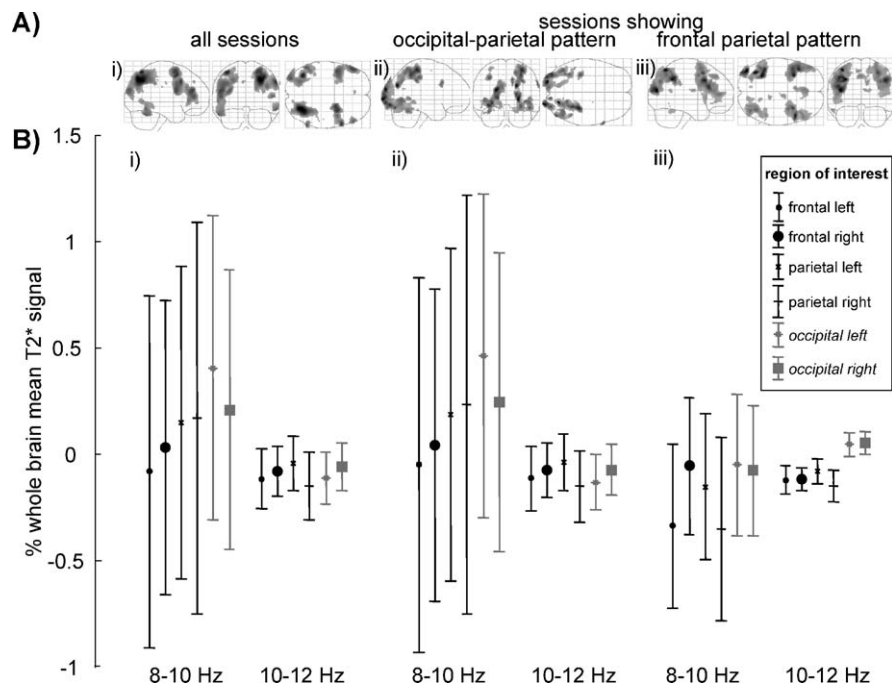 A)
sessions showing
all sessions
occipital-parietal pattern
frontal parietal pattern
i)
ii)
iii)
B)
i)
ii)
iii)
1.5
1
0.5
0
-0.5
-1
% whole brain mean T2* signal
region of interest
frontal left
frontal right
parietal left
parietal right
occipital left
occipital right
8-10 Hz 10-12 Hz 8-10 Hz 10-12 Hz 8-10 Hz 10-12 Hz